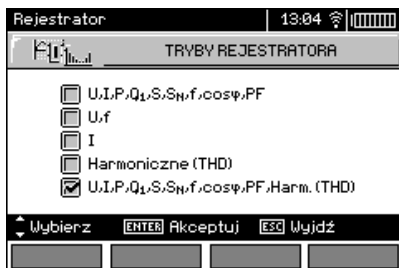 Rejestrator 13:04
TRYBY REJESTRATORA
U,I,P,Q₁,S,Sₙ,f,cosφ,PF
U,f
I
Harmoniczne (THD)
U,I,P,Q₁,S,Sₙ,f,cosφ,PF,Harm. (THD)
Wybierz ENTER Akceptuj ESC Wyjdź